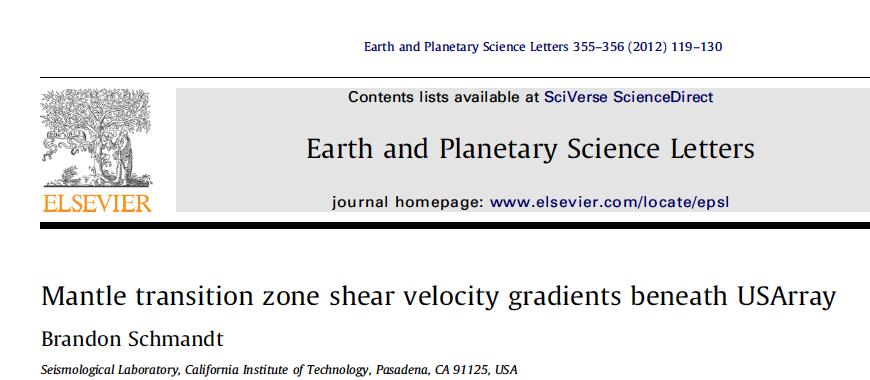 Earth and Planetary Science Letters 355–356 (2012) 119–130
Contents lists available at SciVerse ScienceDirect
Earth and Planetary Science Letters
ELSEVIER
journal homepage: www.elsevier.com/locate/epsl
Mantle transition zone shear velocity gradients beneath USArray
Brandon Schmandt
Seismological Laboratory, California Institute of Technology, Pasadena, CA 91125, USA